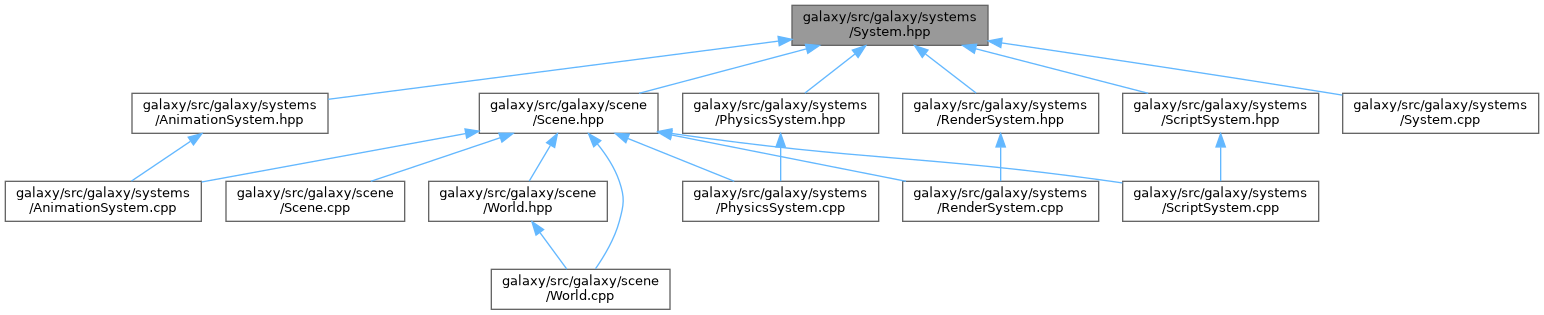 galaxy/src/galaxy/systems
/System.hpp
galaxy/src/galaxy/systems
/AnimationSystem.hpp
galaxy/src/galaxy/scene
/Scene.hpp
galaxy/src/galaxy/systems
/PhysicsSystem.hpp
galaxy/src/galaxy/systems
/RenderSystem.hpp
galaxy/src/galaxy/systems
/ScriptSystem.hpp
galaxy/src/galaxy/systems
/System.cpp
galaxy/src/galaxy/systems
/AnimationSystem.cpp
galaxy/src/galaxy/scene
/Scene.cpp
galaxy/src/galaxy/scene
/World.hpp
galaxy/src/galaxy/systems
/PhysicsSystem.cpp
galaxy/src/galaxy/systems
/RenderSystem.cpp
galaxy/src/galaxy/systems
/ScriptSystem.cpp
galaxy/src/galaxy/scene
/World.cpp